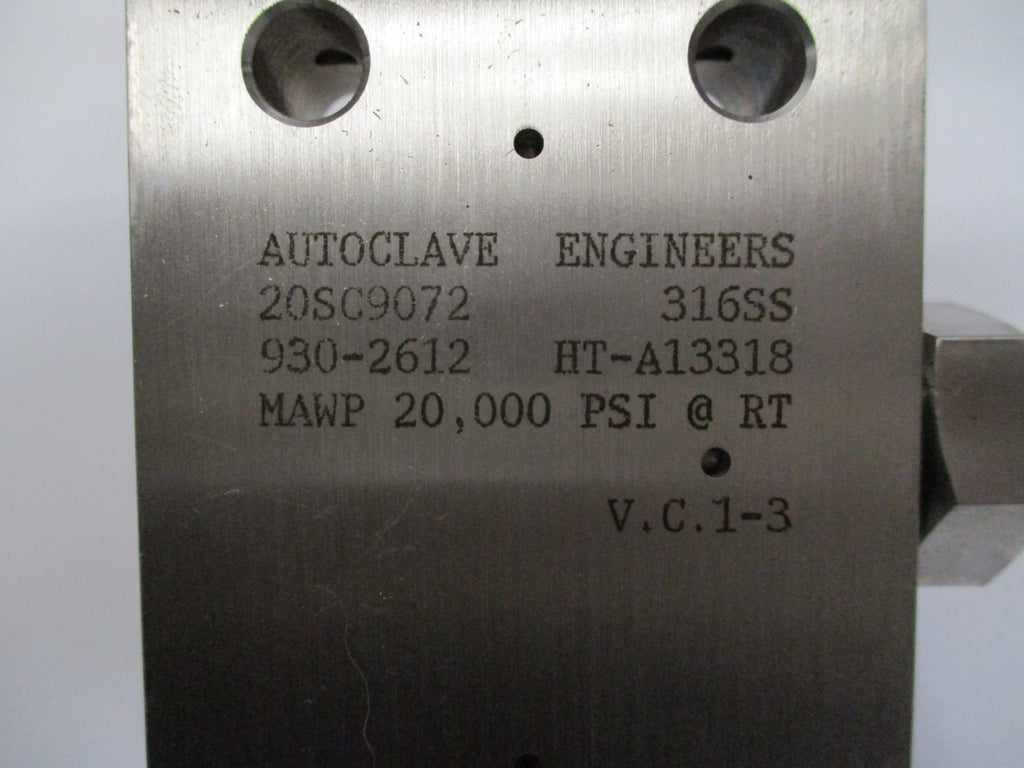 AUTOCLAVE ENGINEERS
20SC9072 316SS
930-2612 HT-A13318
MAWP 20,000 PSI @ RT
V.C.1-3